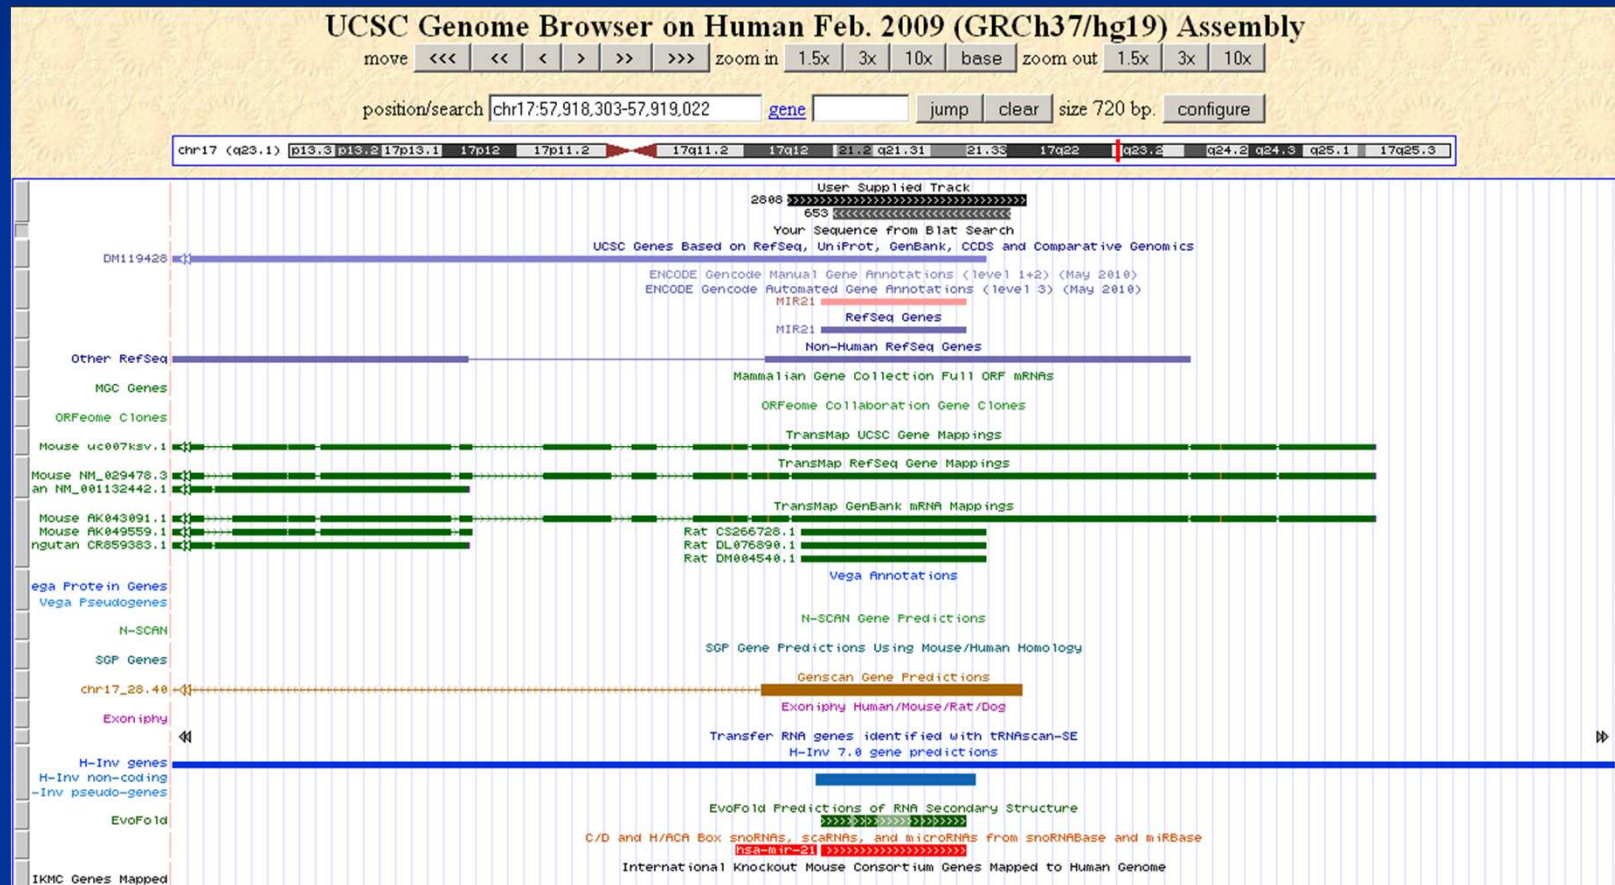 UCSC Genome Browser on Human Feb. 2009 (GRCh37/hg19) Assembly
move <<< << < > >> >>> zoom in 1.5x 3x 10x base zoom out 1.5x 3x 10x
position/search chr17:57,918,303-57,919,022 gene jump clear size 720 bp. configure
chr17 (q23.1) p13.3 p13.2 17p13.1 17p12 17p11.2 17q11.2 17q12 21.2 q21.31 21.33 17q22 q23.2 q24.2 q24.3 q25.1 17q25.3
User Supplied Track
2808
653
Your Sequence from Blat Search
UCSC Genes Based on RefSeq, UniProt, GenBank, CCDS and Comparative Genomics
DM119428
ENCODE Gencode Manual Gene Annotations (level 1+2) (May 2010)
ENCODE Gencode Automated Gene Annotations (level 3) (May 2010)
MIR21
RefSeq Genes
MIR21
Non-Human RefSeq Genes
Other RefSeq
Mammalian Gene Collection Full ORF mRNAs
MGC Genes
ORFeome Collaboration Gene Clones
ORFeome Clones
TransMap UCSC Gene Mappings
Mouse uc007ksv.1
TransMap RefSeq Gene Mappings
Mouse NM_029478.3
an NM_001132442.1
TransMap GenBank mRNA Mappings
Mouse AK043091.1
Mouse AK049559.1 Rat CS266728.1
ngutan CR859383.1 Rat DL076890.1
Rat DM004540.1
Vega Annotations
ega Protein Genes
Vega Pseudogenes
N-SCAN Gene Predictions
N-SCAN
SGP Gene Predictions Using Mouse/Human Homology
SGP Genes
Genscan Gene Predictions
chr17_28.40
Exoniphy Human/Mouse/Rat/Dog
Exoniphy
Transfer RNA genes identified with tRNAscan-SE
H-Inv 7.0 gene predictions
H-Inv genes
H-Inv non-coding
-Inv pseudo-genes
EvoFold Predictions of RNA Secondary Structure
EvoFold
C/D and H/ACA Box snoRNAs, scaRNAs, and microRNAs from snoRNABase and miRBase
hsa-mir-21
International Knockout Mouse Consortium Genes Mapped to Human Genome
IKMC Genes Mapped